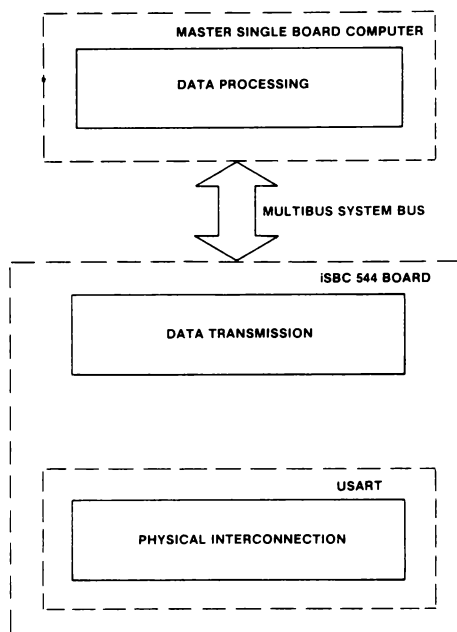 MASTER SINGLE BOARD COMPUTER
DATA PROCESSING
MULTIBUS SYSTEM BUS
iSBC 544 BOARD
DATA TRANSMISSION
USART
PHYSICAL INTERCONNECTION